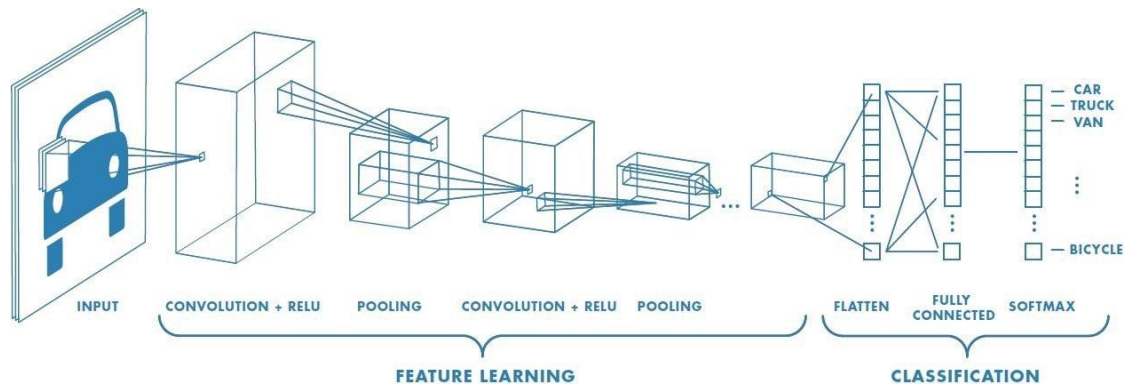 CAR
TRUCK
VAN
...
BICYCLE
INPUT
CONVOLUTION + RELU
POOLING
CONVOLUTION + RELU
POOLING
FLATTEN
FULLY
CONNECTED
SOFTMAX
FEATURE LEARNING
CLASSIFICATION